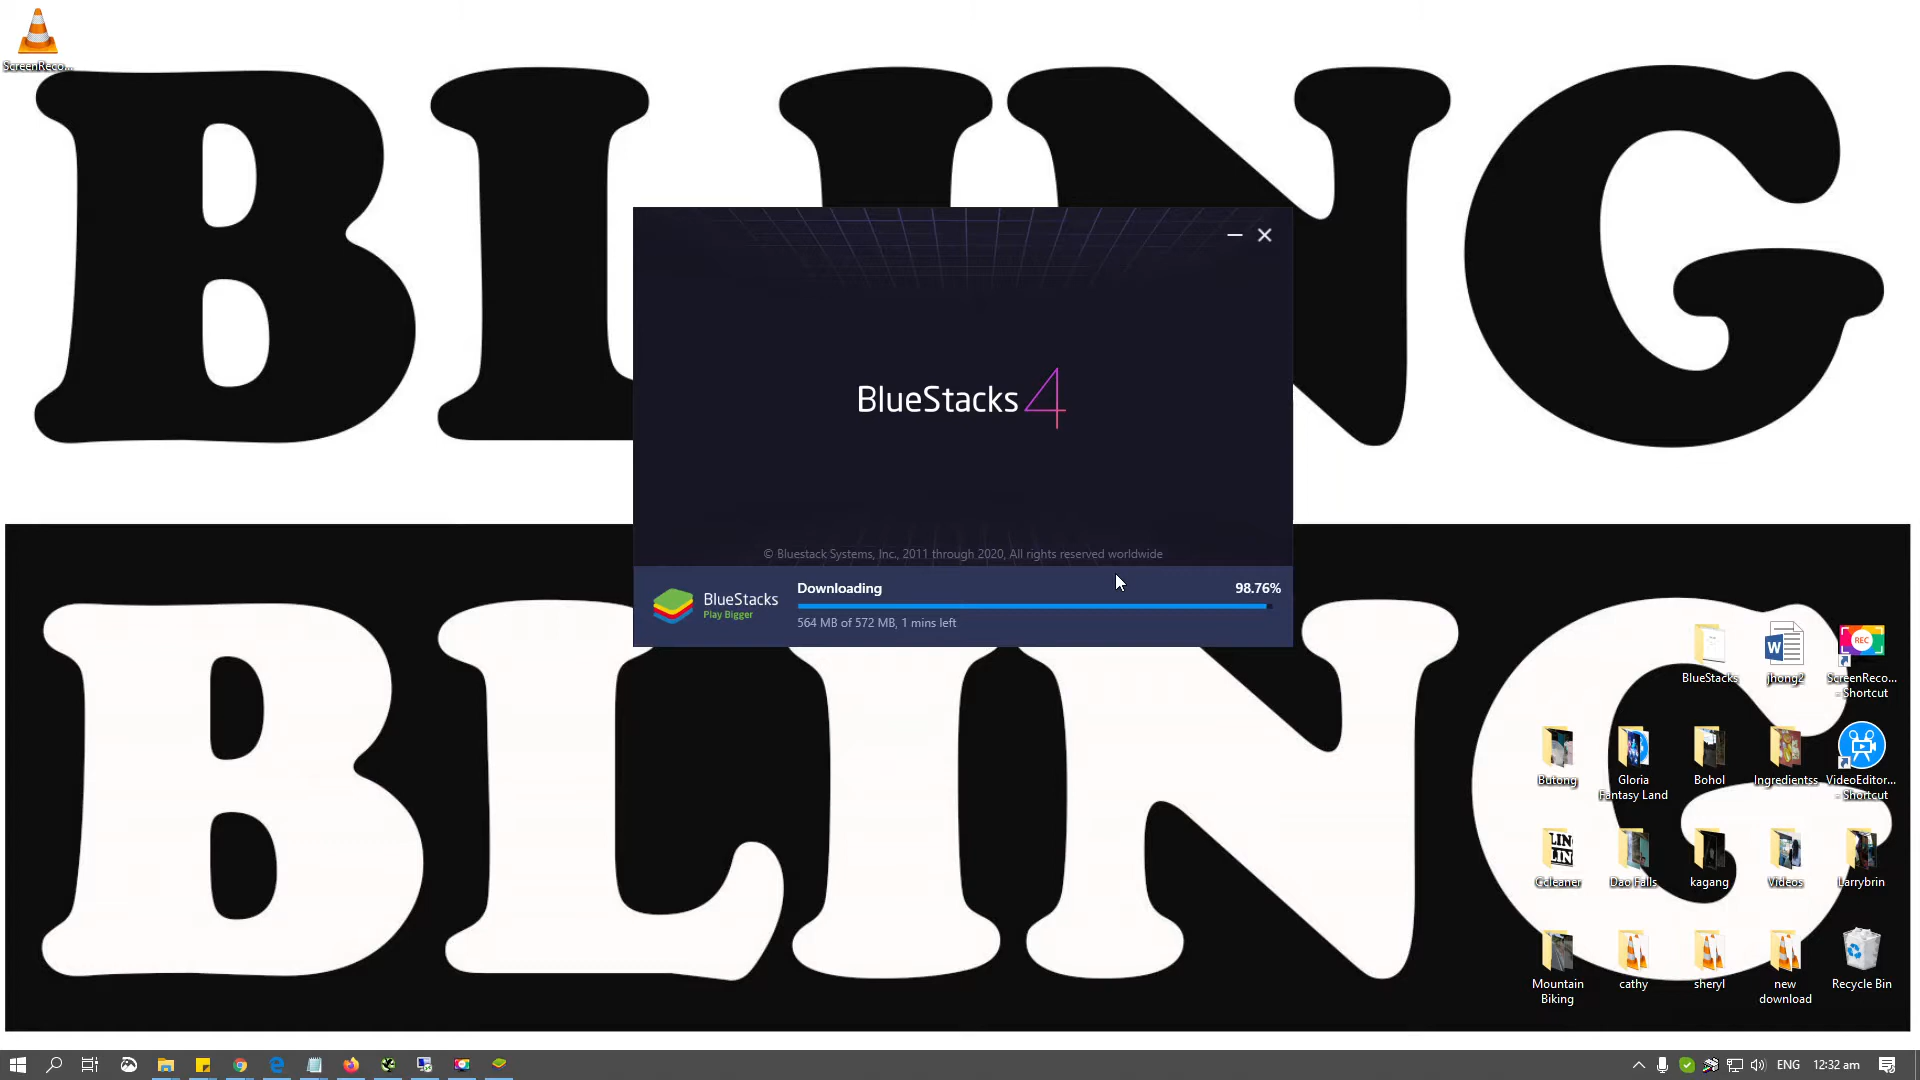 ScreenReco...
BLING
BlueStacks 4
© Bluestack Systems, Inc., 2011 through 2020, All rights reserved worldwide
BlueStacks
Play Bigger
Downloading
98.76%
564 MB of 572 MB, 1 mins left
BLING
BlueStacks
jhong2
REC
ScreenReco...
- Shortcut
Butong
Gloria
Fantasy Land
Bohol
Ingredientss
VideoEditor...
- Shortcut
Ccleaner
Dao Falls
kagang
Videos
Larrybrin
Mountain
Biking
cathy
sheryl
new
download
Recycle Bin
ENG
12:32 am